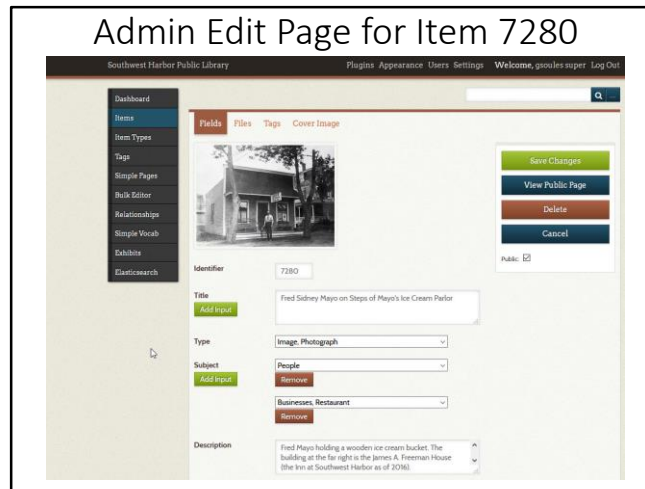 Admin Edit Page for Item 7280
Southwest Harbor Public Library
Plugins Appearance Users Settings Welcome, gsoules super Log Out
Dashboard
Items
Item Types
Tags
Simple Pages
Bulk Editor
Relationships
Simple Vocab
Exhibits
Elasticsearch
...
Fields Files Tags Cover Image
Save Changes
View Public Page
Delete
Cancel
Public:
Identifier
7280
Title
Add Input
Fred Sidney Mayo on Steps of Mayo's Ice Cream Parlor
Type
Image, Photograph
Subject
Add Input
People
Remove
Businesses, Restaurant
Remove
Description
Fred Mayo holding a wooden ice cream bucket. The
building at the far right is the James A. Freeman House
(the Inn at Southwest Harbor as of 2016).